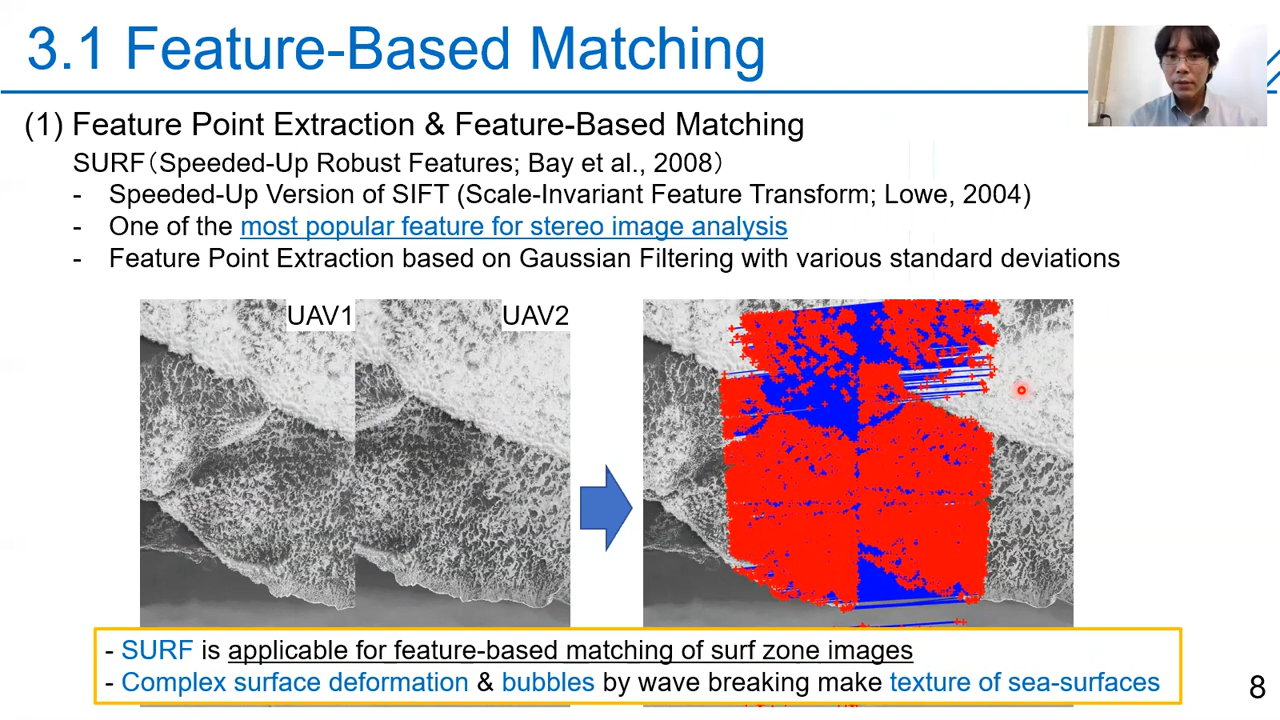 3.1 Feature-Based Matching
(1) Feature Point Extraction & Feature-Based Matching
SURF（Speeded-Up Robust Features; Bay et al., 2008）
- Speeded-Up Version of SIFT (Scale-Invariant Feature Transform; Lowe, 2004)
- One of the most popular feature for stereo image analysis
- Feature Point Extraction based on Gaussian Filtering with various standard deviations
UAV1
UAV2
- SURF is applicable for feature-based matching of surf zone images
- Complex surface deformation & bubbles by wave breaking make texture of sea-surfaces
8